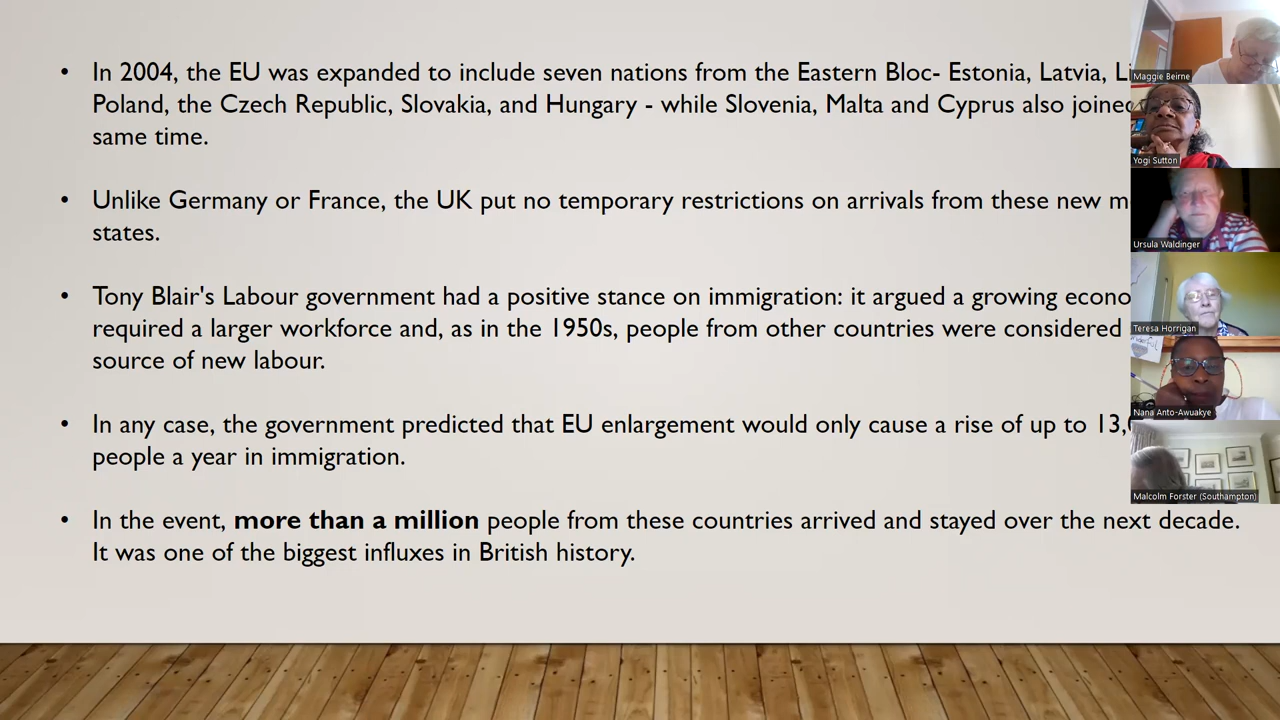 • In 2004, the EU was expanded to include seven nations from the Eastern Bloc- Estonia, Latvia,
Poland, the Czech Republic, Slovakia, and Hungary - while Slovenia, Malta and Cyprus also joined
same time.
• Unlike Germany or France, the UK put no temporary restrictions on arrivals from these new
states.
• Tony Blair's Labour government had a positive stance on immigration: it argued a growing
required a larger workforce and, as in the 1950s, people from other countries were considered
source of new labour.
• In any case, the government predicted that EU enlargement would only cause a rise of up to
people a year in immigration.
• In the event, more than a million people from these countries arrived and stayed over the next decade.
It was one of the biggest influxes in British history.
Maggie Beirne
Yogi Sutton
Ursula Waldinger
Teresa Horrigan
Nana Anto-Awuakye
Malcolm Forster (Southampton)